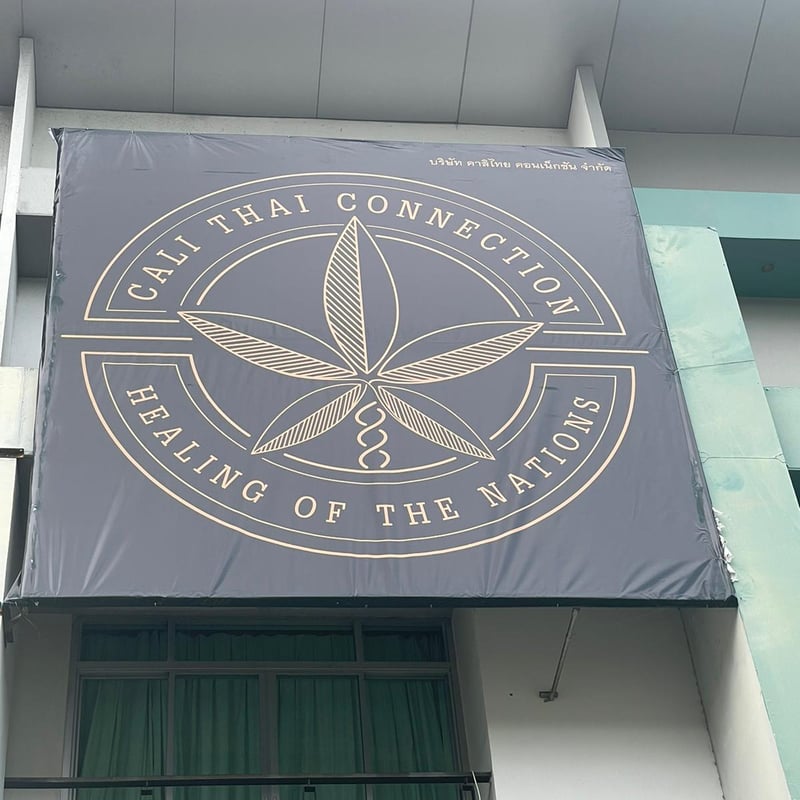 บริษัท คาลิไทย คอนเน็กชัน จำกัด
CALI THAI CONNECTION
HEALING OF THE NATIONS